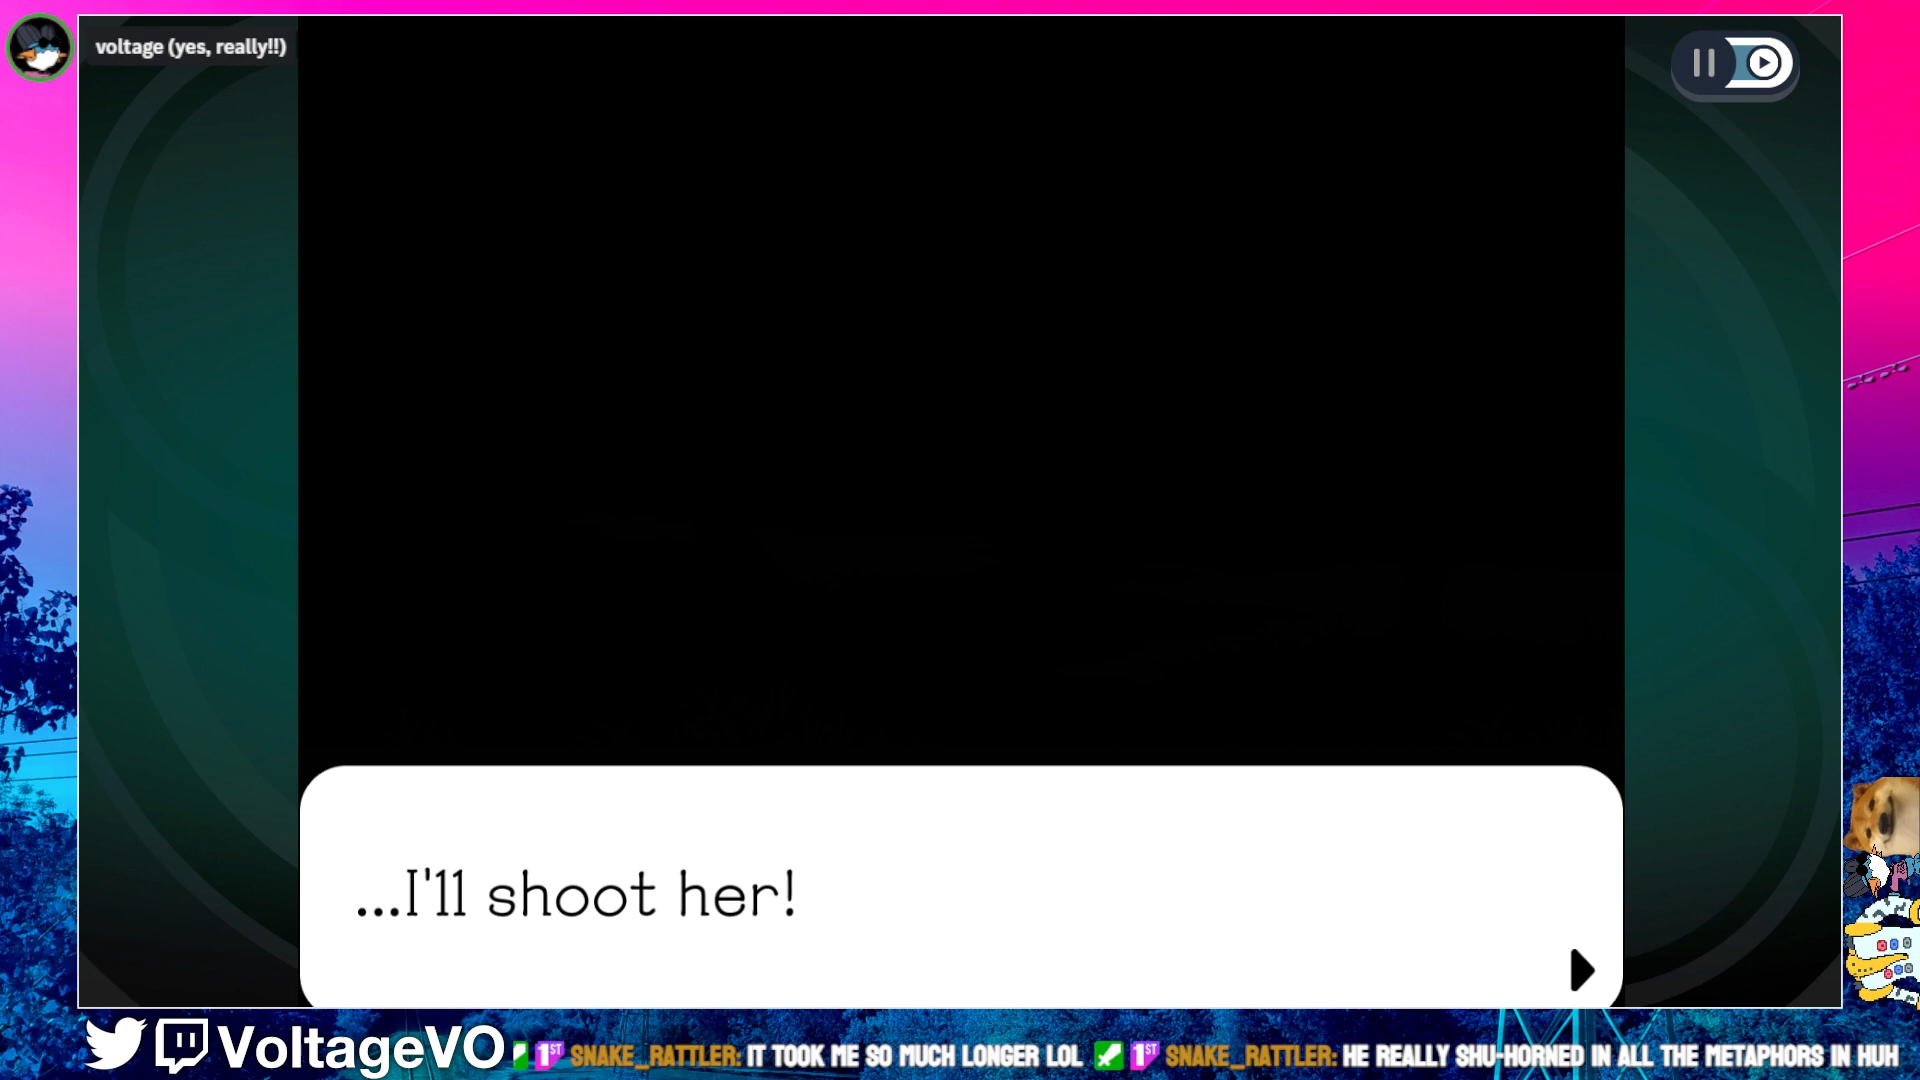 voltage (yes, really!!)
...I'll shoot her!
VoltageVO
1ST SNAKE_RATTLER: IT TOOK ME SO MUCH LONGER LOL 1ST SNAKE_RATTLER: HE REALLY SHU-HORNED IN ALL THE METAPHORS IN HUH